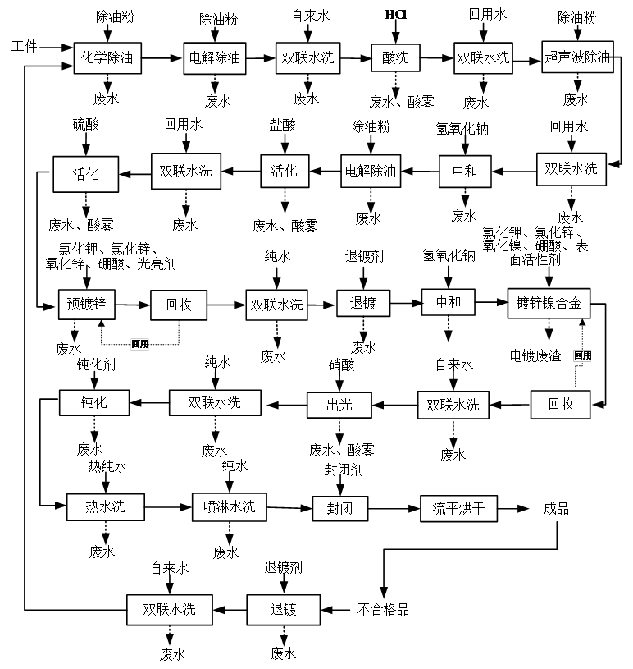 除油粉 除油粉 自来水 HCl 回用水 除油粉
工件 化学除油 电解除油 双联水洗 酸洗 双联水洗 超声波除油
废水 废水 废水 废水、酸雾 废水 废水
硫酸 回用水 盐酸 除油粉 氢氧化钠 回用水
活化 双联水洗 活化 电解除油 中和 双联水洗
废水、酸雾 废水 废水、酸雾 废水 废水 废水
氯化钾、氯化锌、
氧化锌、硼酸、光亮剂
纯水 退镀剂 氢氧化钠
氯化钾、氯化锌、
氧化镍、硼酸、表
面活性剂
预镀锌 回收 双联水洗 退镀 中和 镀锌镍合金
废水 回用 废水 废水 电镀废渣 回用
钝化剂 纯水 硝酸 自来水
钝化 双联水洗 出光 双联水洗 回收
废水 废水 废水、酸雾 废水
热纯水 纯水 封闭剂
热水洗 喷淋水洗 封闭 流平烘干 成品
废水 废水
自来水 退镀剂
双联水洗 退镀 不合格品
废水 废水